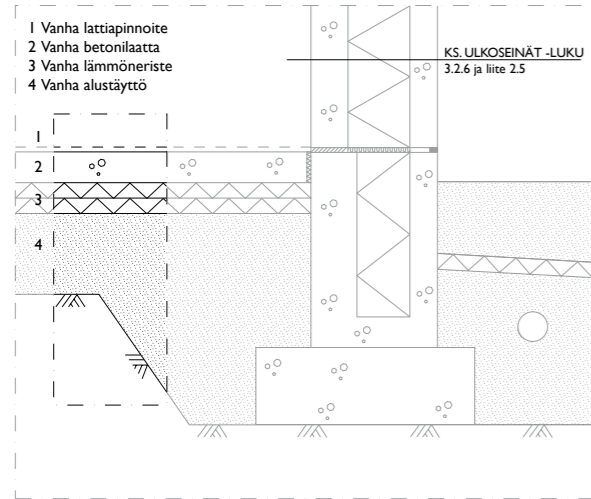 1 Vanha lattiapinnoite
2 Vanha betonilaatta
3 Vanha lämmöneriste
4 Vanha alustäyttö
KS. ULKOSEINÄT -LUKU
3.2.6 ja liite 2.5
1
2
3
4